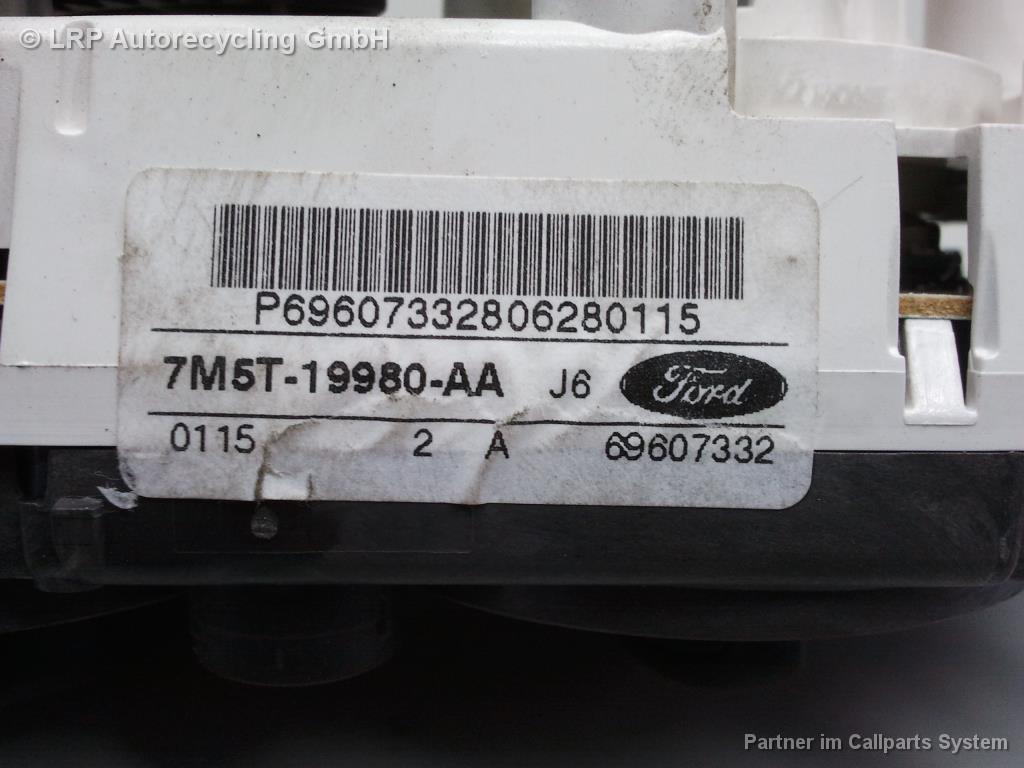 © LRP Autorecycling GmbH
P69607332806280115
7M5T-19980-AA J6 Ford
0115 2 A 69607332
Partner im Callparts System